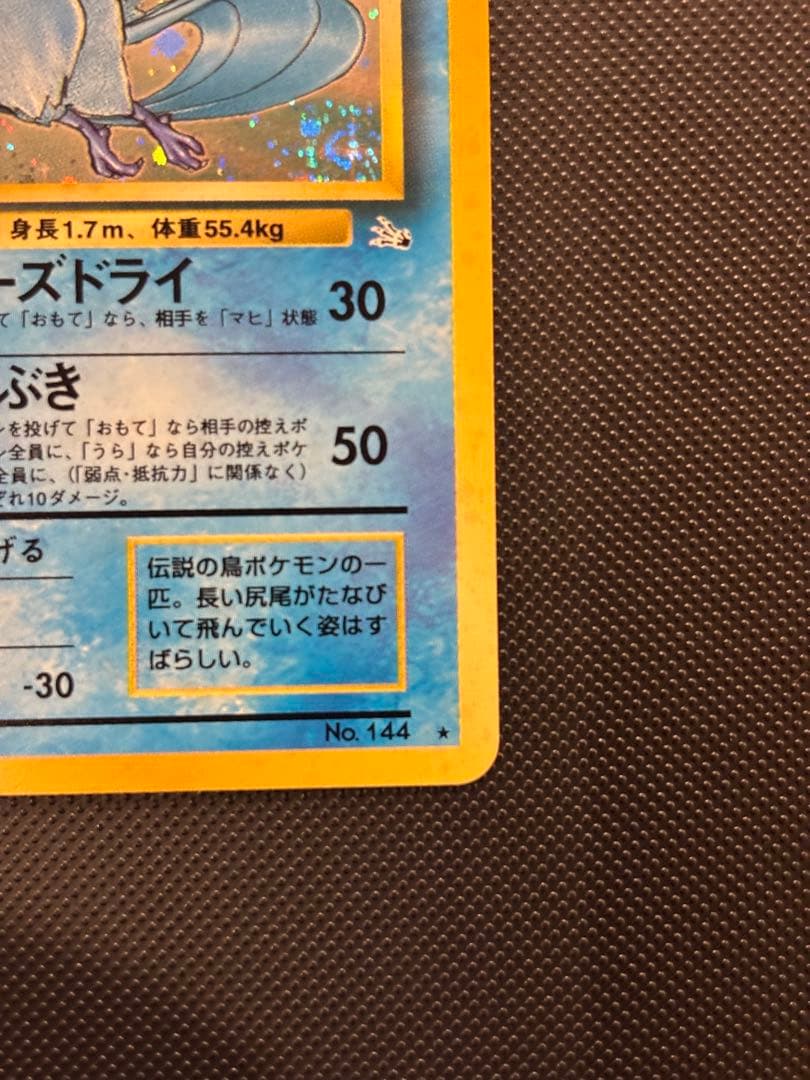 身長1.7m、体重55.4kg
ーズドライ 30
て「おもて」なら、相手を「マヒ」状態
ぶき
を投げて「おもて」なら相手の控えポ
ン全員に、「うら」なら自分の控えポケ
全員に、(「弱点・抵抗力」に関係なく)
ぞれ10ダメージ。
50
げる
伝説の鳥ポケモンの一
匹。長い尻尾がたなび
いて飛んでいく姿はす
ばらしい。
-30
No. 144 ★